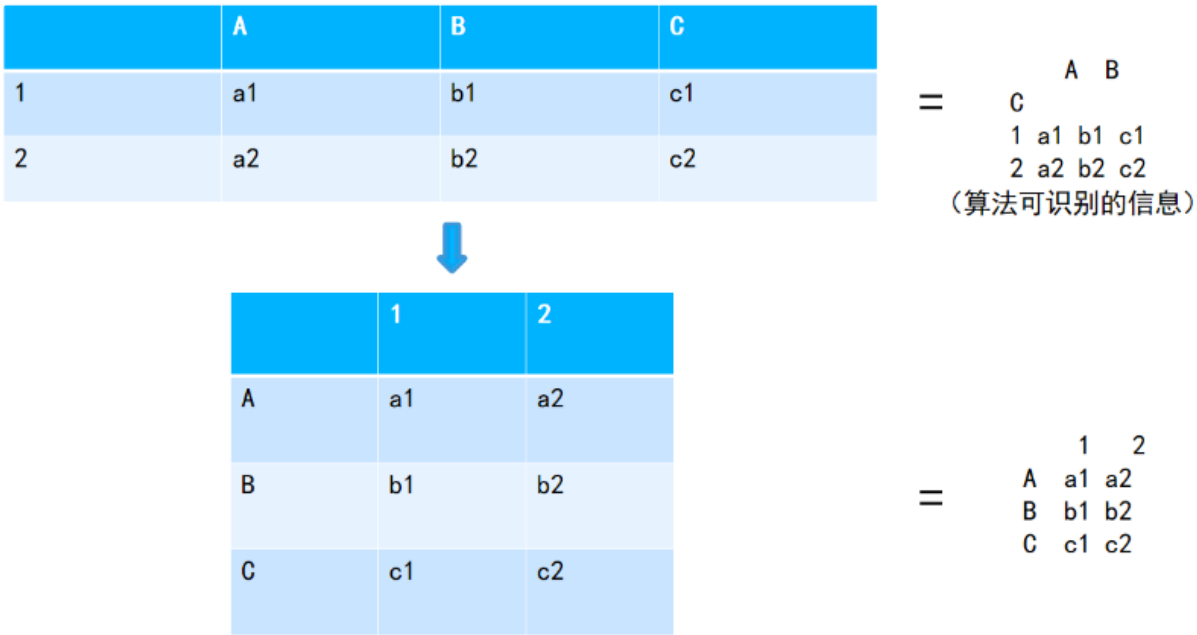 A B C
1 a1 b1 c1
2 a2 b2 c2
= A B
C
1 a1 b1 c1
2 a2 b2 c2
(算法可识别的信息)
1 2
A a1 a2
B b1 b2
C c1 c2
= 1 2
A a1 a2
B b1 b2
C c1 c2